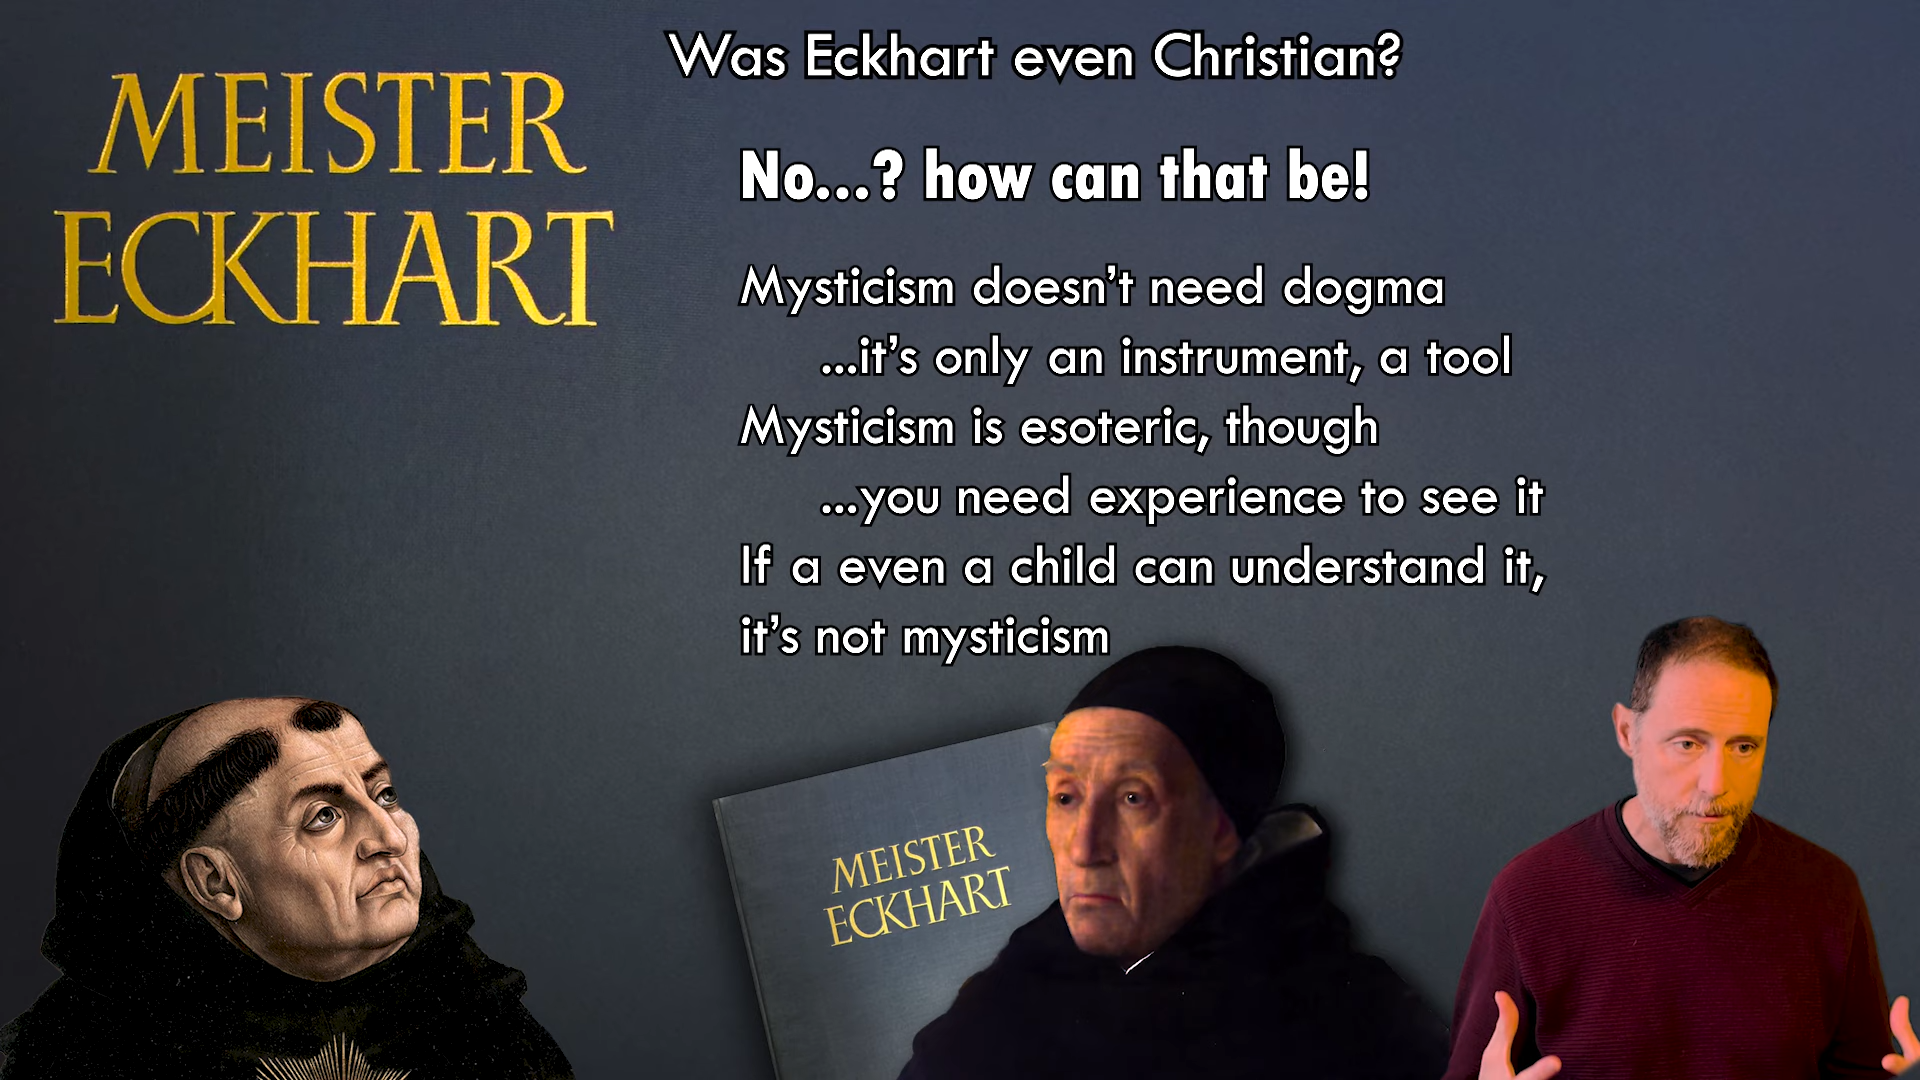 MEISTER
ECKHART
Was Eckhart even Christian?
No...? how can that be!
Mysticism doesn't need dogma
...it's only an instrument, a tool
Mysticism is esoteric, though
...you need experience to see it
If a even a child can understand it,
it's not mysticism
MEISTER
ECKHART